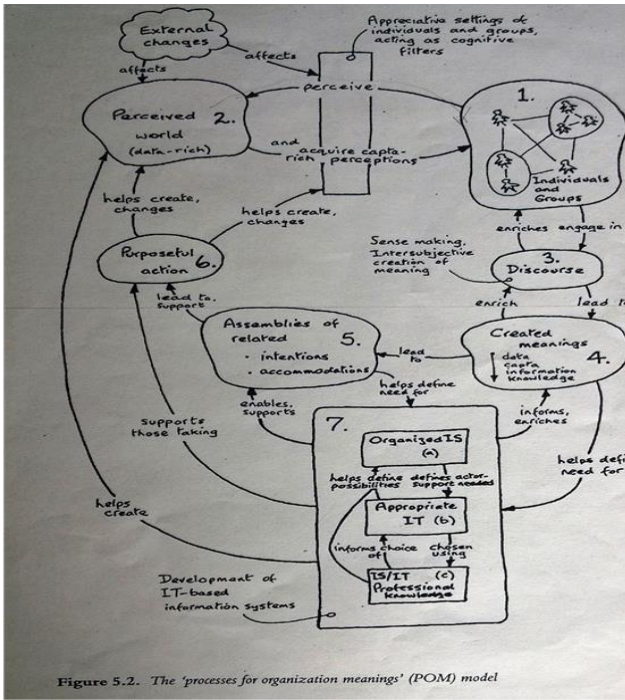 External
changes
affects
affects
Appreciative settings of
individuals and groups,
acting as cognitive
filters
perceive
1.
Perceived
world 2.
(data-rich)
and
acquire capta-
rich perceptions
Individuals
and
Groups
helps create,
changes
helps create,
changes
enriches engage in
Sense making,
Intersubjective
creation of
meaning
3.
Discourse
Purposeful
action 6.
lead to,
support
enrich
lead t
Assemblies of
related 5.
· intentions
· accommodations
lead
to
Created
meanings
4.
data
capta
information
knowledge
helps define
need for
enables,
supports
informs,
enriches
supports
those taking
7.
Organized IS
(a)
helps define
possibilities
defines actor-
support needed
helps defi
need for
Appropriate
IT (b)
helps
create
informs choice
of
chosen
using
IS/IT (c)
Professional
knowledge
Development of
IT-based
information systems
Figure 5.2. The 'processes for organization meanings' (POM) model